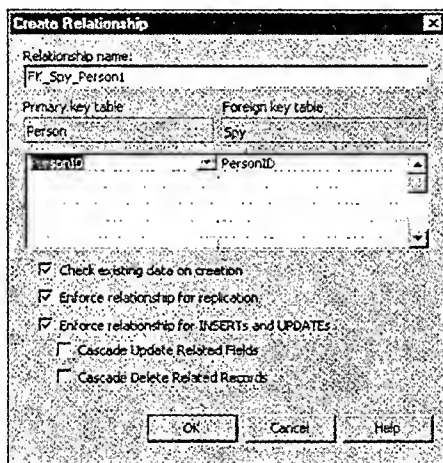 Create Relationship
Relationship name:
FK_Spy_Person1
Primary key table Foreign key table
Person Spy
PersonID PersonID
Check existing data on creation
Enforce relationship for replication
Enforce relationship for INSERTs and UPDATEs
Cascade Update Related Fields
Cascade Delete Related Records
OK Cancel Help